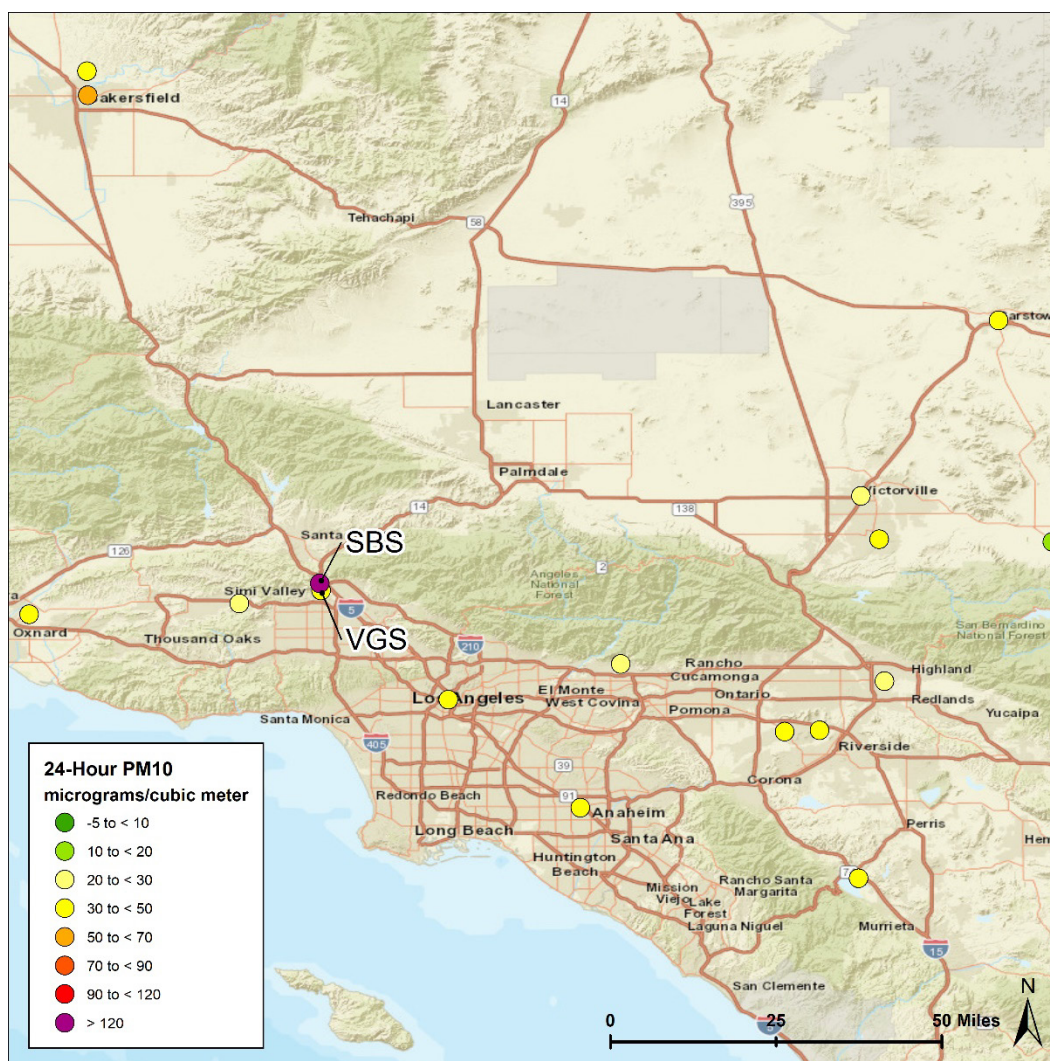 14
akersfield
395
Tehachapi
58
arstow
Lancaster
Palmdale
Victorville
14
138
Santa
SBS
126
2
Angeles
National
Forest
Simi Valley
5
a
Oxnard
San Bernardino
National Forest
Thousand Oaks
VGS
210
Rancho
Cucamonga
Highland
El Monte
Los Angeles
West Covina
Ontario
Redlands
Pomona
Yucaipa
Santa Monica
405
Riverside
39
Corona
Redondo Beach
91
Anaheim
Perris
Long Beach
Santa Ana
Hen
Huntington
Beach
Rancho Santa
Margarita
Mission
Viejo
Lake
Forest
Laguna Niguel
Murrieta
15
San Clemente
24-Hour PM10
micrograms/cubic meter
-5 to < 10
10 to < 20
20 to < 30
30 to < 50
50 to < 70
70 to < 90
90 to < 120
> 120
N
0 25 50 Miles